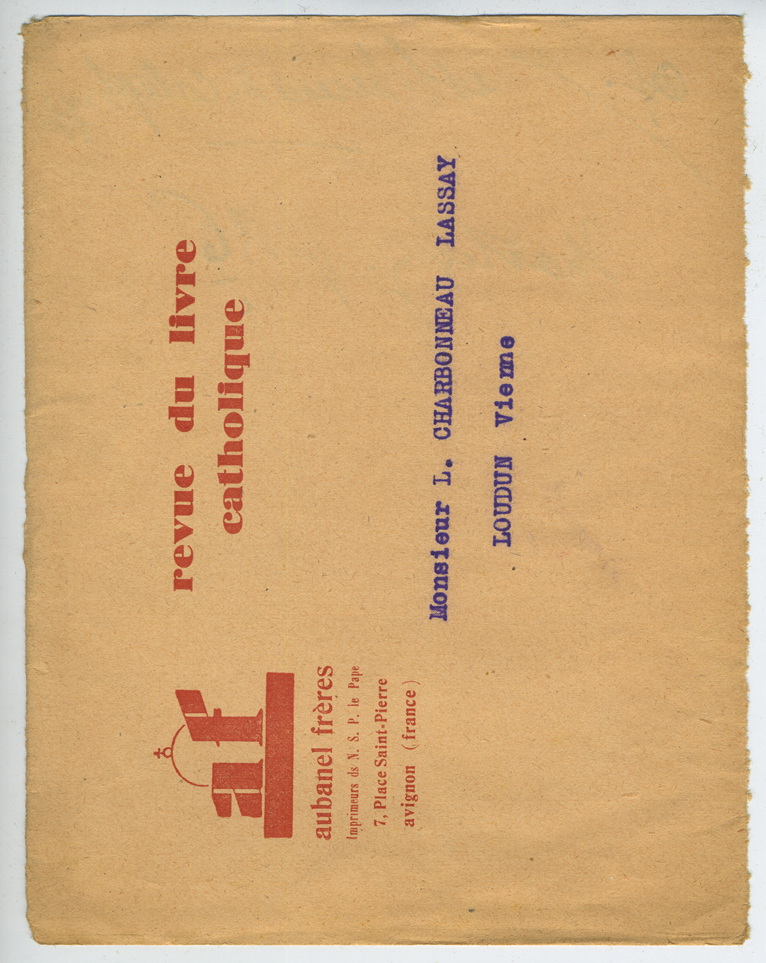 revue du livre
catholique
af
aubanel frères
Imprimeurs ds N. S. P. le Pape
7, Place Saint-Pierre
avignon (france)
Monsieur L. CHARBONNEAU LASSAY
LOUDUN Vienne